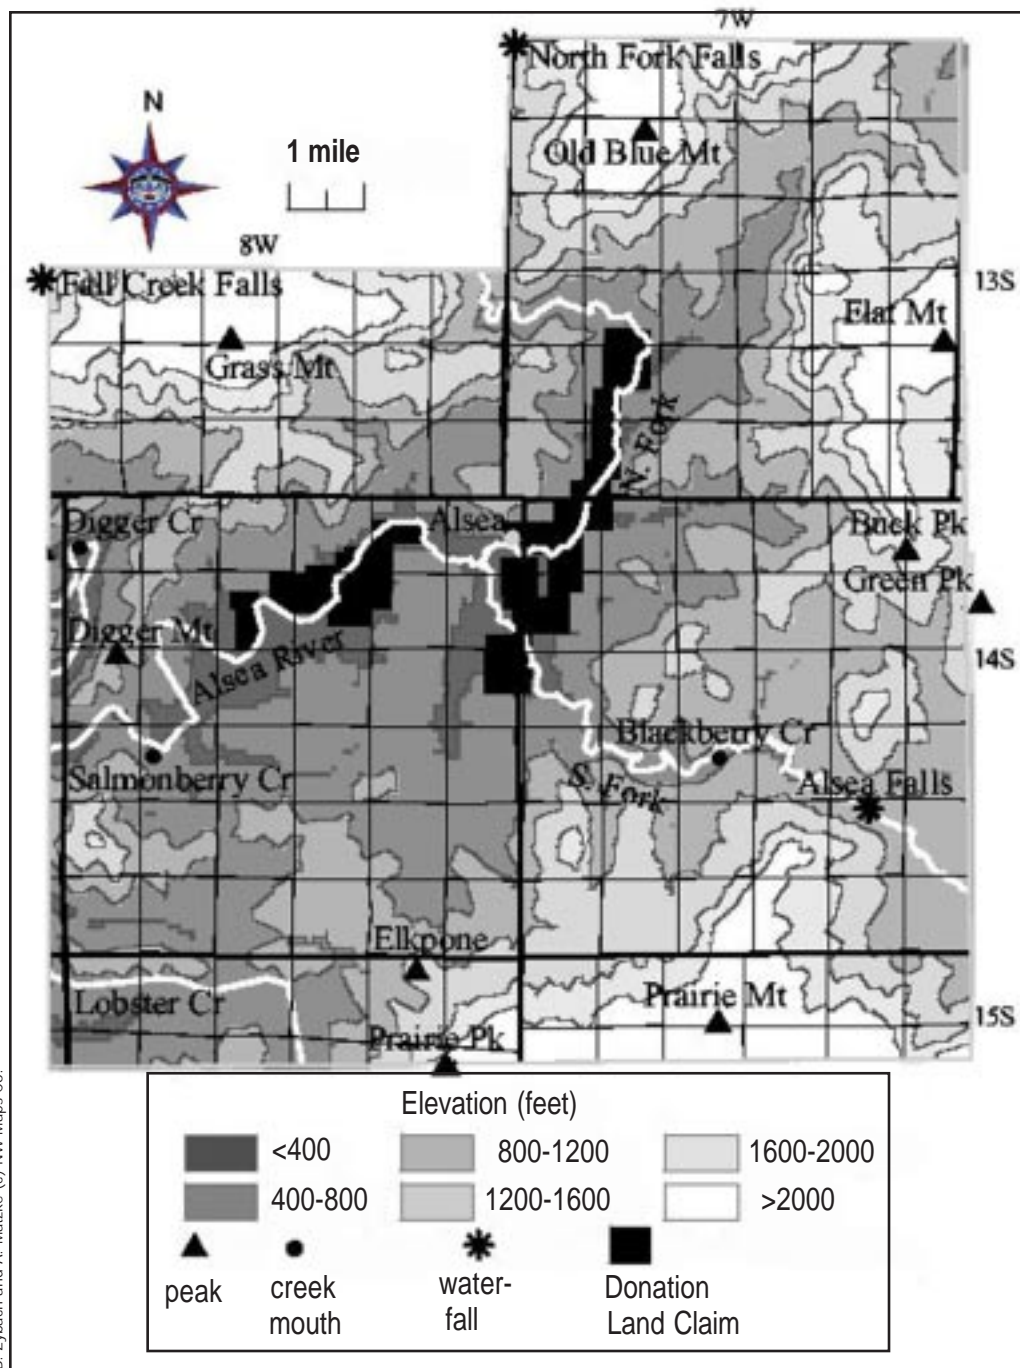 7W
North Fork Falls
N
1 mile
Old Blue Mt
8W
Fall Creek Falls
13S
Flat Mt
Grass Mt
N. Fork
Digger Cr
Alsea
Buck Pk
Green Pk
Digger Mt
Alsea River
14S
Blackberry Cr
Salmonberry Cr
S. Fork
Alsea Falls
Elkpone
Lobster Cr
Prairie Mt
15S
Prairie Pk
Elevation (feet)
<400
800-1200
1600-2000
400-800
1200-1600
>2000
peak
creek
mouth
water-
fall
Donation
Land Claim